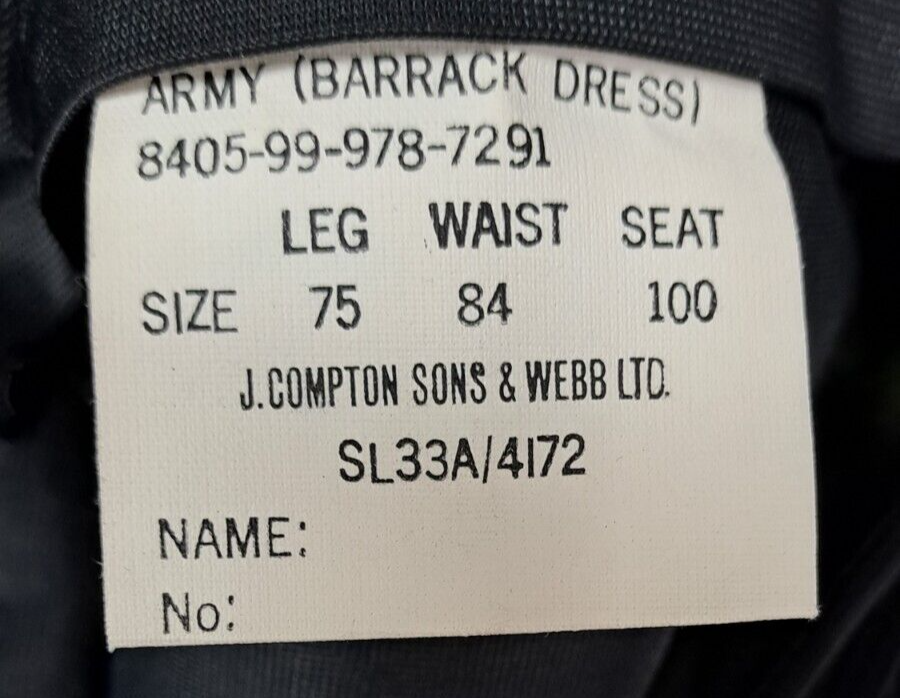 ARMY (BARRACK DRESS)
8405-99-978-7291
LEG WAIST SEAT
SIZE 75 84 100
J.COMPTON SONS & WEBB LTD.
SL33A/4172
NAME:
No: